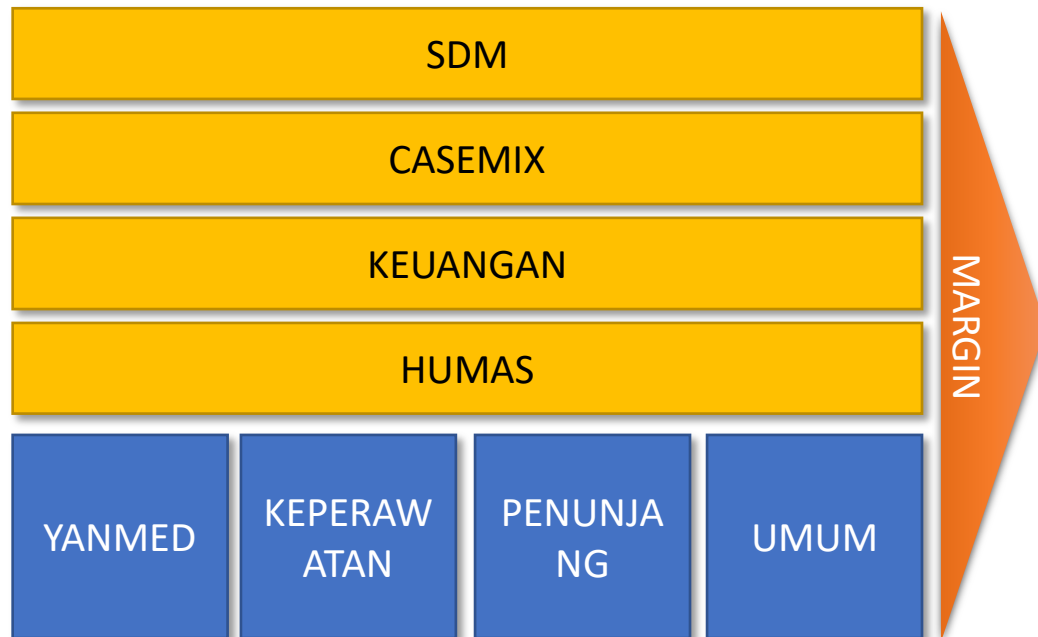 SDM
CASEMIX
KEUANGAN
HUMAS
MARGIN
YANMED
KEPERAW
ATAN
PENUNJA
NG
UMUM